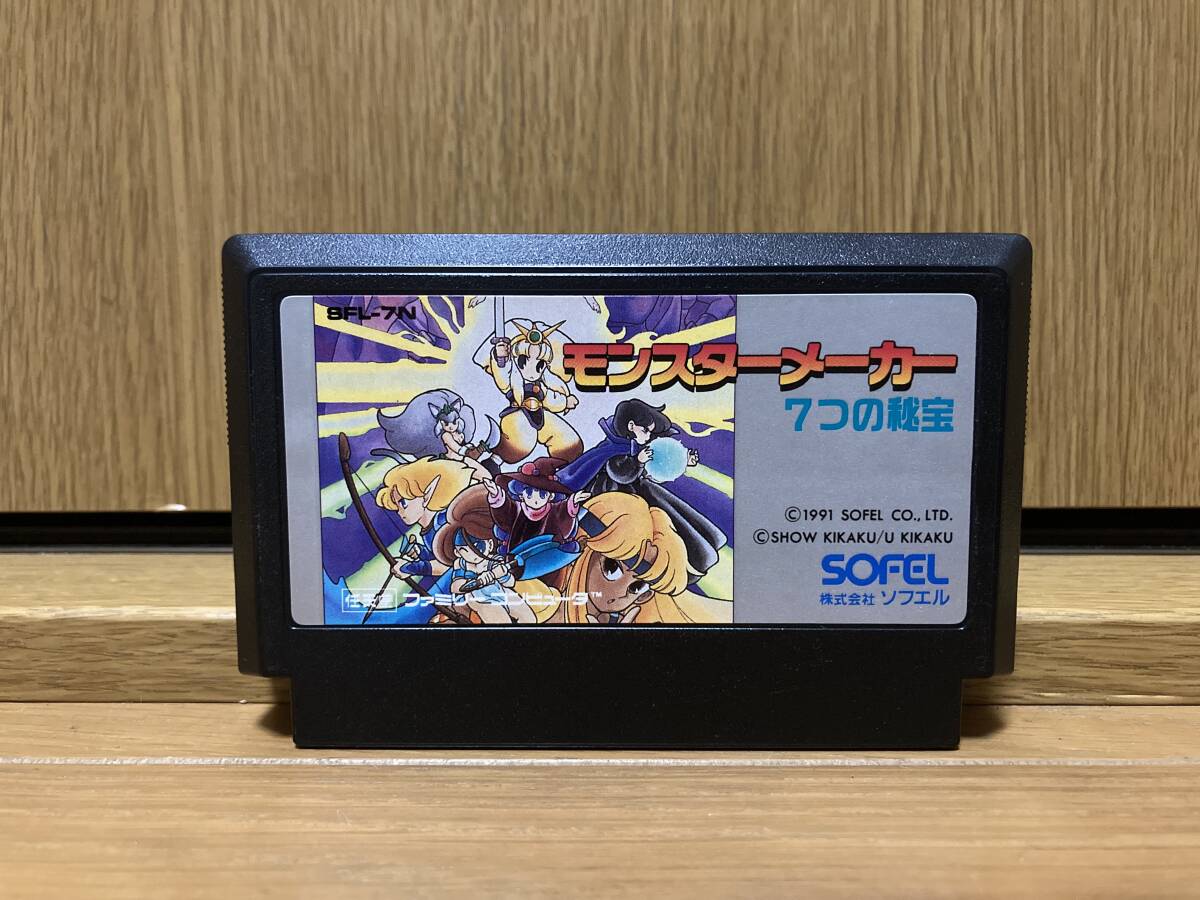 SFL-7N
モンスターメーカー
7つの秘宝
©1991 SOFEL CO., LTD.
©SHOW KIKAKU/U KIKAKU
SOFEL
株式会社 ソフエル
任天堂 ファミリーコンピュータ™